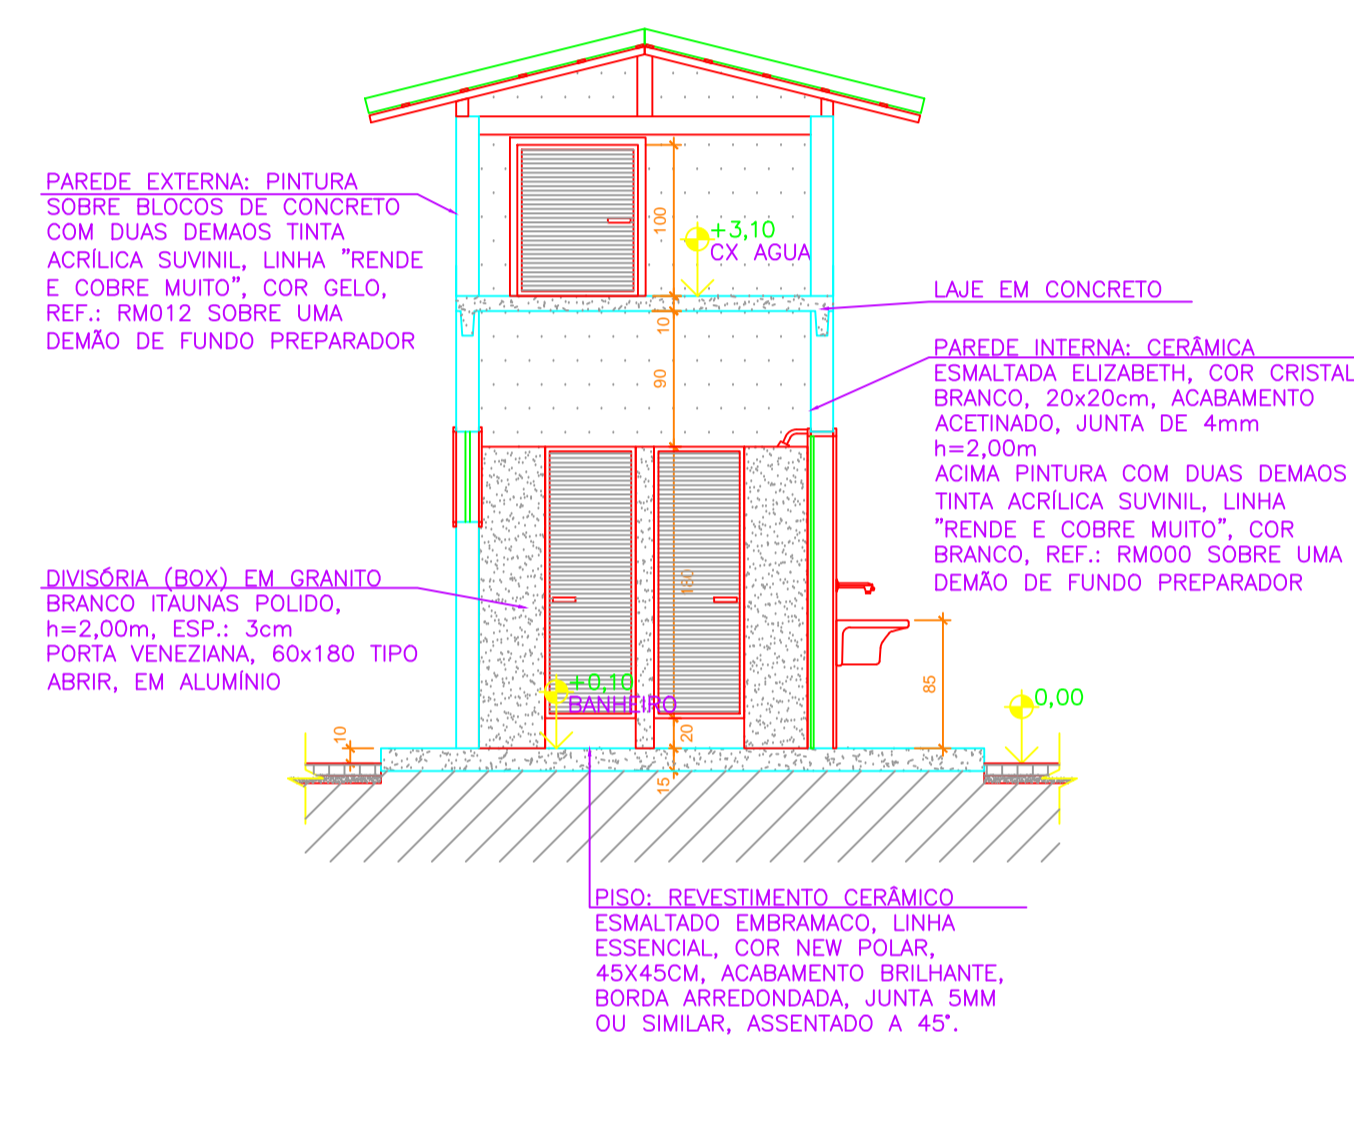 PAREDE EXTERNA: PINTURA
SOBRE BLOCOS DE CONCRETO
COM DUAS DEMAOS TINTA
ACRÍLICA SUVINIL, LINHA "RENDE
E COBRE MUITO", COR GELO,
REF.: RM012 SOBRE UMA
DEMÃO DE FUNDO PREPARADOR
100
+3,10
CX AGUA
10
90
LAJE EM CONCRETO
PAREDE INTERNA: CERÂMICA
ESMALTADA ELIZABETH, COR CRISTAL
BRANCO, 20x20cm, ACABAMENTO
ACETINADO, JUNTA DE 4mm
h=2,00m
ACIMA PINTURA COM DUAS DEMAOS
TINTA ACRÍLICA SUVINIL, LINHA
"RENDE E COBRE MUITO", COR
BRANCO, REF.: RM000 SOBRE UMA
DEMÃO DE FUNDO PREPARADOR
DIVISÓRIA (BOX) EM GRANITO
BRANCO ITAUNAS POLIDO,
h=2,00m, ESP.: 3cm
PORTA VENEZIANA, 60x180 TIPO
ABRIR, EM ALUMÍNIO
180
+0,10
BANHEIRO
85
0,00
10
20
15
PISO: REVESTIMENTO CERÂMICO
ESMALTADO EMBRAMACO, LINHA
ESSENCIAL, COR NEW POLAR,
45X45CM, ACABAMENTO BRILHANTE,
BORDA ARREDONDADA, JUNTA 5MM
OU SIMILAR, ASSENTADO A 45°.